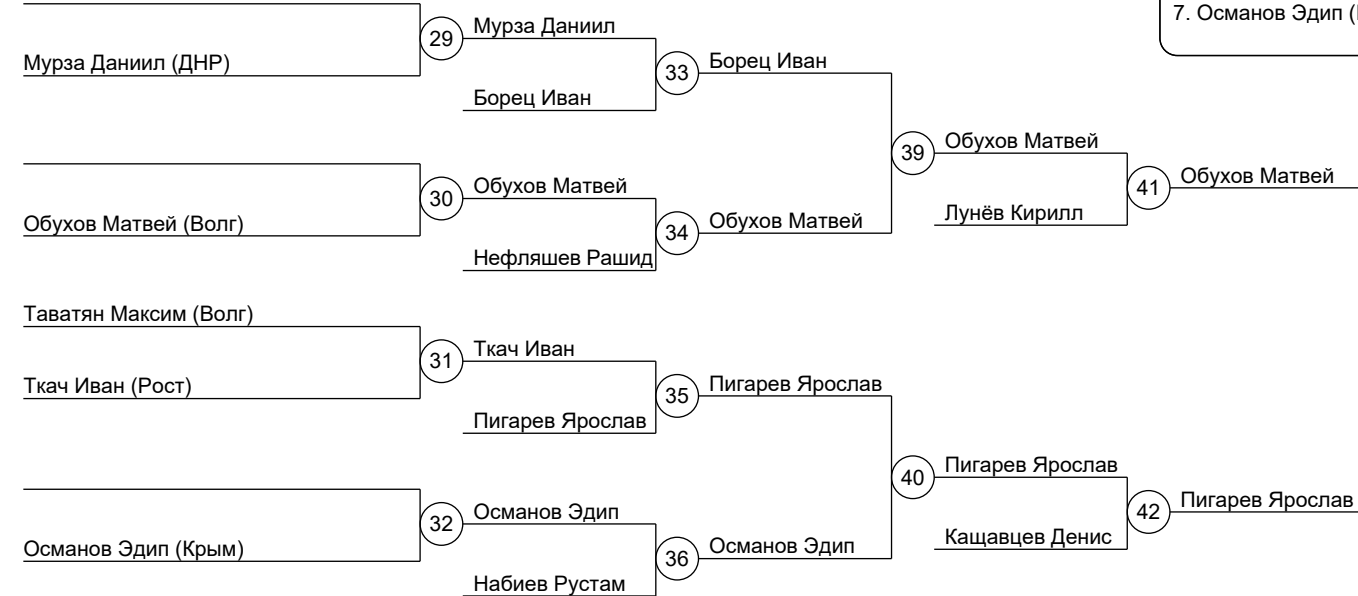 7. Османов Эдип (
Мурза Даниил (ДНР)
29
Мурза Даниил
Борец Иван
33
Борец Иван
Обухов Матвей (Волг)
30
Обухов Матвей
Нефляшев Рашид
34
Обухов Матвей
39
Обухов Матвей
Лунёв Кирилл
41
Обухов Матвей
Таватян Максим (Волг)
Ткач Иван (Рост)
31
Ткач Иван
Пигарев Ярослав
35
Пигарев Ярослав
Османов Эдип (Крым)
32
Османов Эдип
Набиев Рустам
36
Османов Эдип
40
Пигарев Ярослав
Кащавцев Денис
42
Пигарев Ярослав